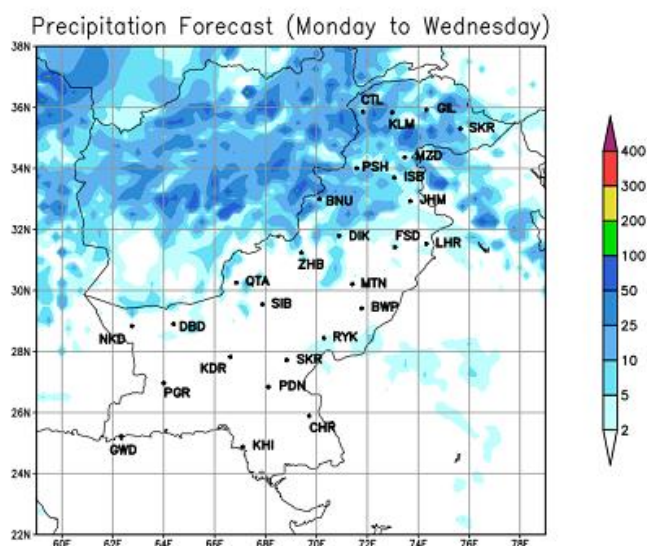 Precipitation Forecast (Monday to Wednesday)
38N
36N
34N
32N
30N
28N
26N
24N
22N
60E
62E
64E
66E
68E
70E
72E
74E
76E
78E
CTL
GIL
KLM
SKR
MZD
PSH
ISB
BNU
JHM
DIK
FSD
LHR
ZHB
QTA
MTN
SIB
BWP
NKD
DBD
RYK
KDR
SKR
PGR
PDN
CHR
GWD
KHI
400
300
200
100
50
25
10
5
2